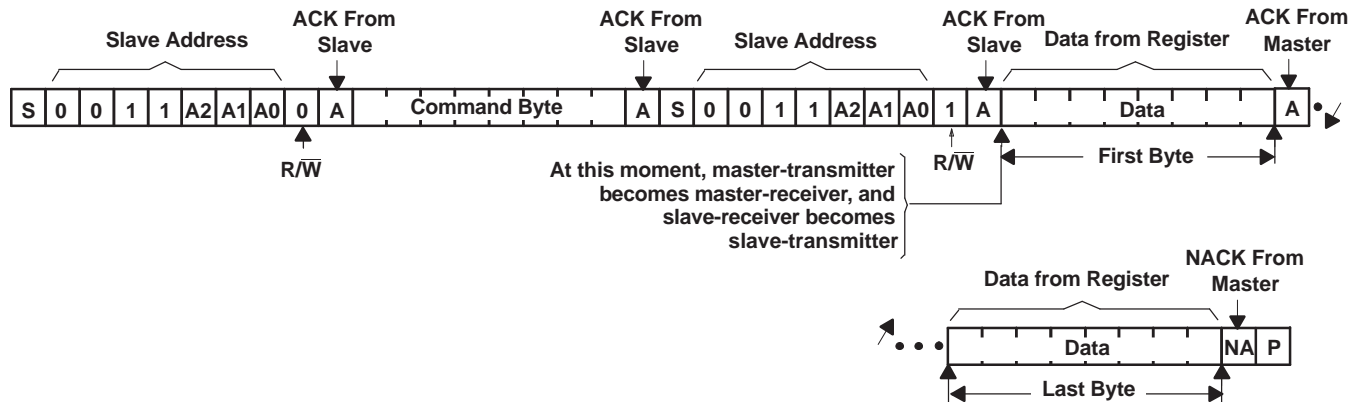 Slave Address
ACK From
Slave
ACK From
Slave
Slave Address
ACK From
Slave
Data from Register
ACK From
Master
S 0 0 1 1 A2 A1 A0 0 A Command Byte A S 0 0 1 1 A2 A1 A0 1 A Data A
R/W̅
R/W̅
First Byte
At this moment, master-transmitter
becomes master-receiver, and
slave-receiver becomes
slave-transmitter
Data from Register
NACK From
Master
Data NA P
Last Byte